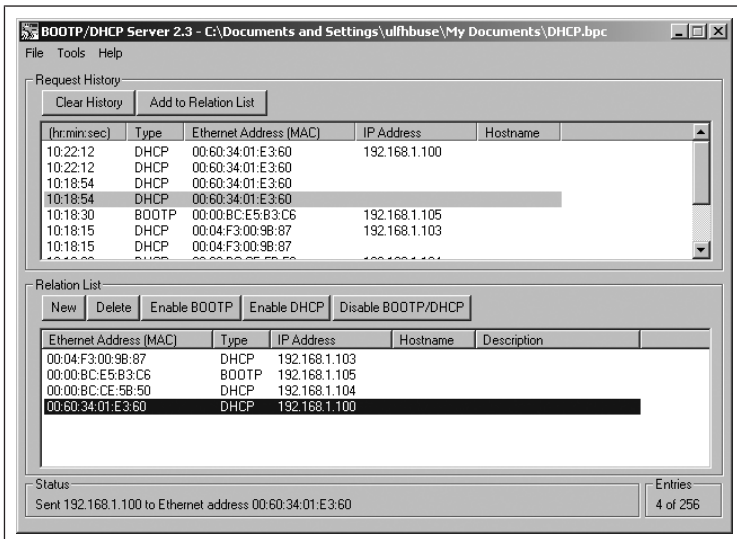 BOOTP/DHCP Server 2.3 - C:\Documents and Settings\ulfhbuse\My Documents\DHCP.bpc
File Tools Help
Request History
Clear History Add to Relation List
(hr:min:sec) Type Ethernet Address (MAC) IP Address Hostname
10:22:12 DHCP 00:60:34:01:E3:60 192.168.1.100
10:22:12 DHCP 00:60:34:01:E3:60
10:18:54 DHCP 00:60:34:01:E3:60
10:18:54 DHCP 00:60:34:01:E3:60
10:18:30 BOOTP 00:00:BC:E5:B3:C6 192.168.1.105
10:18:15 DHCP 00:04:F3:00:9B:87 192.168.1.103
10:18:15 DHCP 00:04:F3:00:9B:87
Relation List
New Delete Enable BOOTP Enable DHCP Disable BOOTP/DHCP
Ethernet Address (MAC) Type IP Address Hostname Description
00:04:F3:00:9B:87 DHCP 192.168.1.103
00:00:BC:E5:B3:C6 BOOTP 192.168.1.105
00:00:BC:CE:5B:50 DHCP 192.168.1.104
00:60:34:01:E3:60 DHCP 192.168.1.100
Status
Sent 192.168.1.100 to Ethernet address 00:60:34:01:E3:60
Entries
4 of 256